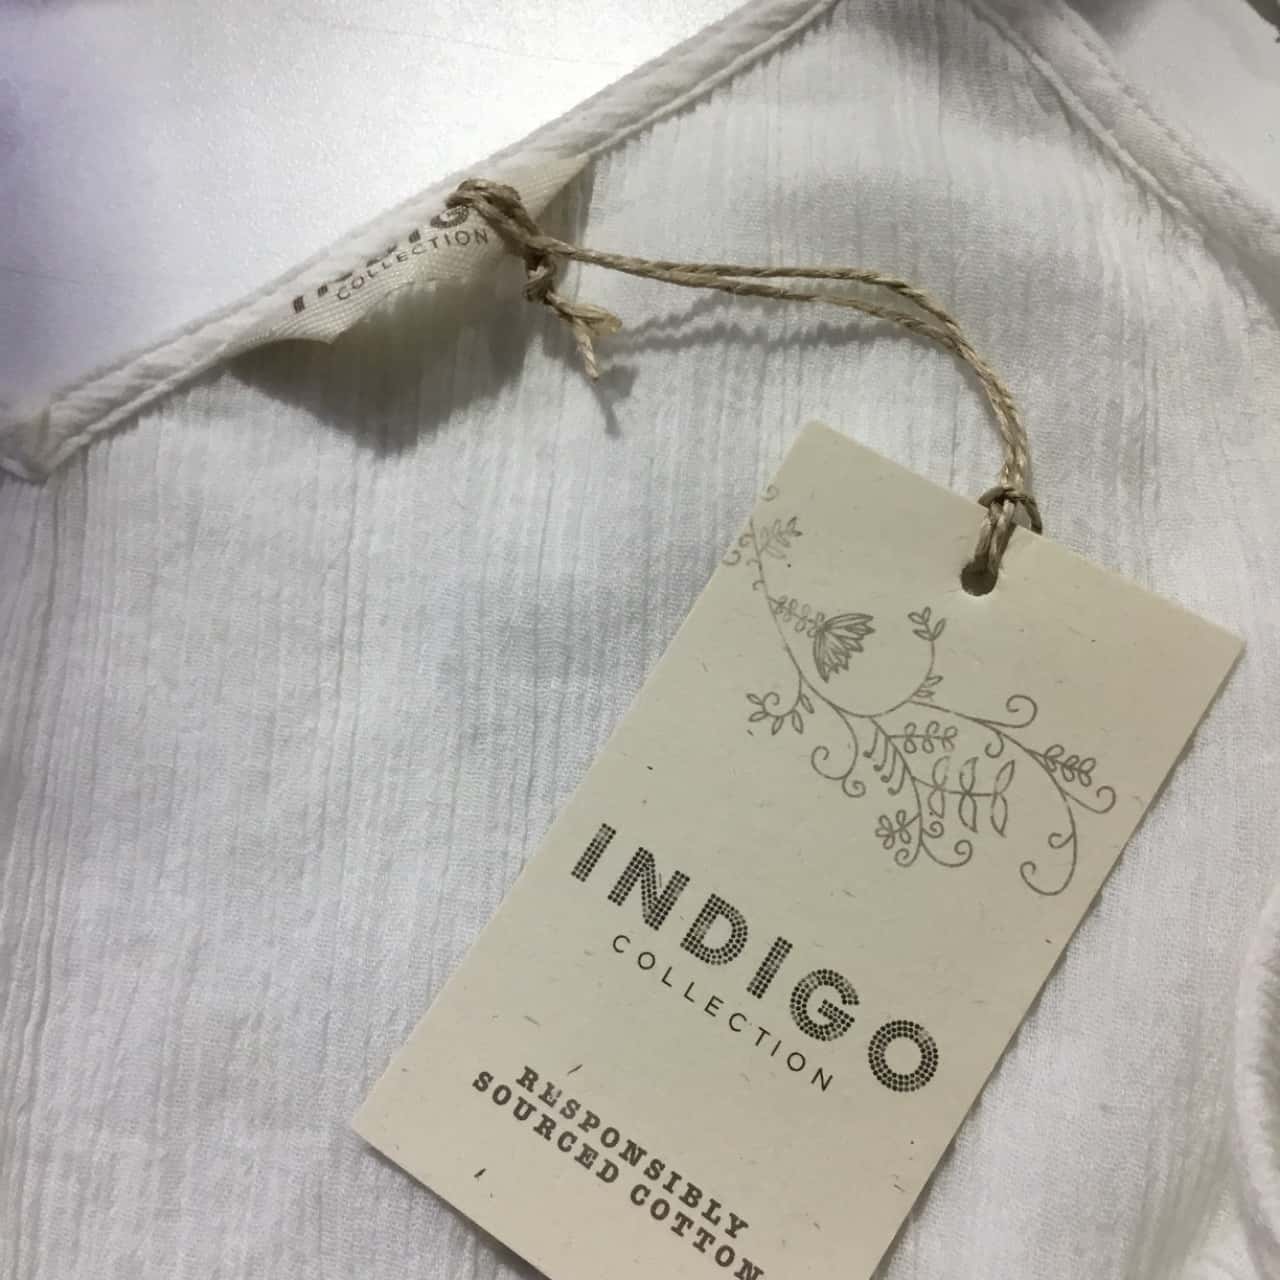 COLLECTION
INDIGO
COLLECTION
RESPONSIBLY
SOURCED COTTON